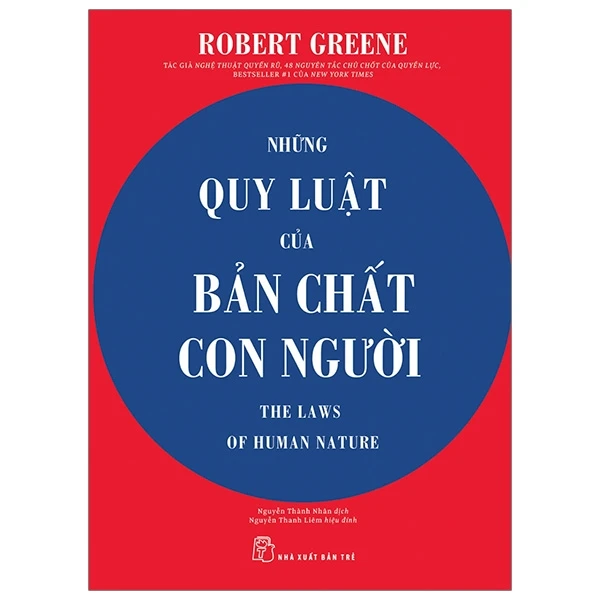 ROBERT GREENE
TÁC GIẢ NGHỆ THUẬT QUYẾN RŨ, 48 NGUYÊN TẮC CHỦ CHỐT CỦA QUYỀN LỰC,
BESTSELLER #1 CỦA NEW YORK TIMES
NHỮNG
QUY LUẬT
CỦA
BẢN CHẤT
CON NGƯỜI
THE LAWS
OF HUMAN NATURE
Nguyễn Thành Nhân dịch
Nguyễn Thanh Liêm hiệu đính
NHÀ XUẤT BẢN TRẺ